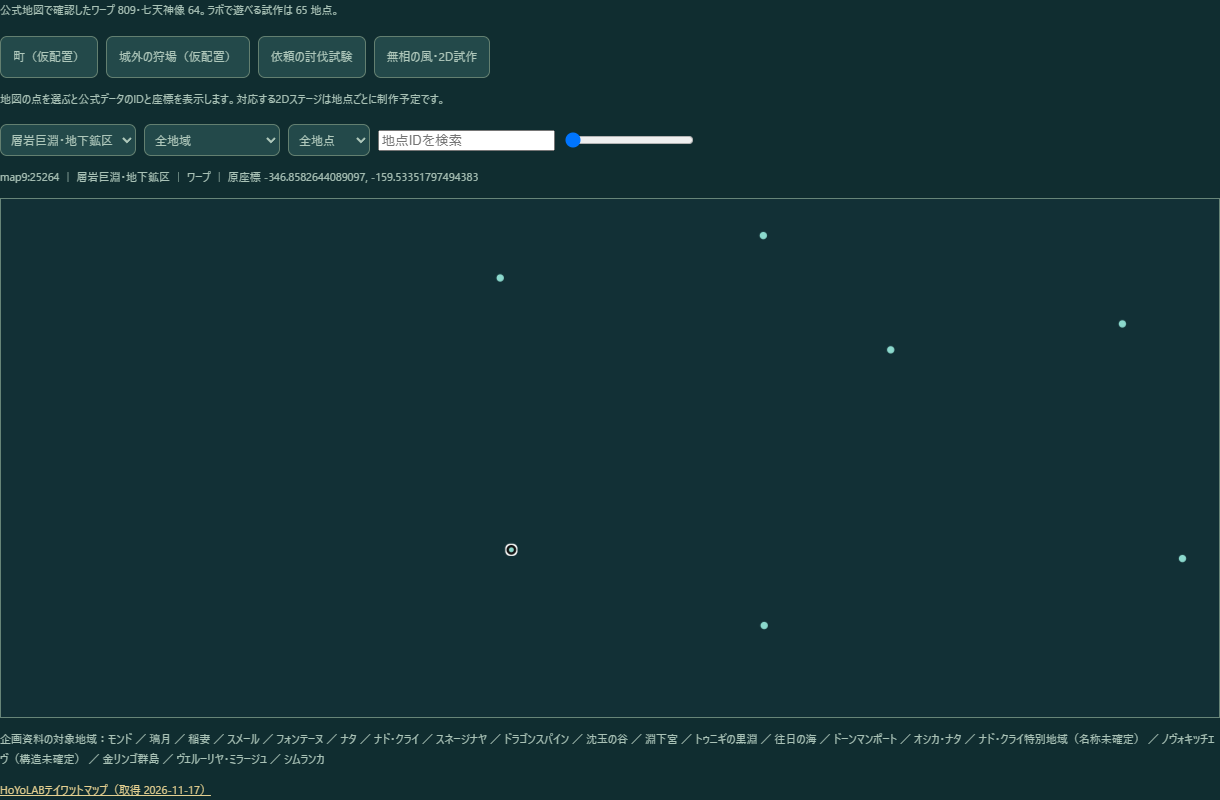 公式地図で確認したワープ 809・七天神像 64。ラボで遊べる試作は 65 地点。
町（仮配置）
城外の狩場（仮配置）
依頼の討伐試験
無相の風・2D試作
地図の点を選ぶと公式データのIDと座標を表示します。対応する2Dステージは地点ごとに制作予定です。
層岩巨淵・地下鉱区
全地域
全地点
地点IDを検索
map9:25264 ｜ 層岩巨淵・地下鉱区 ｜ ワープ ｜ 原座標 -346.8582644089097, -159.53351797494383
企画資料の対象地域：モンド ／ 璃月 ／ 稲妻 ／ スメール ／ フォンテーヌ ／ ナタ ／ ナド・クライ ／ スネージナヤ ／ ドラゴンスパイン ／ 沈玉の谷 ／ 淵下宮 ／ トゥニギの里淵 ／ 往日の海 ／ ドーンマンポート ／ オシカ・ナタ ／ ナド・クライ特別地域（名称未確定） ／ ノヴォキッチェ
ヴ（構造未確定） ／ 金リンゴ群島 ／ ヴェルーリヤ・ミラージュ ／ シムランカ
HoYoLABテイワットマップ（取得 2026-11-17）